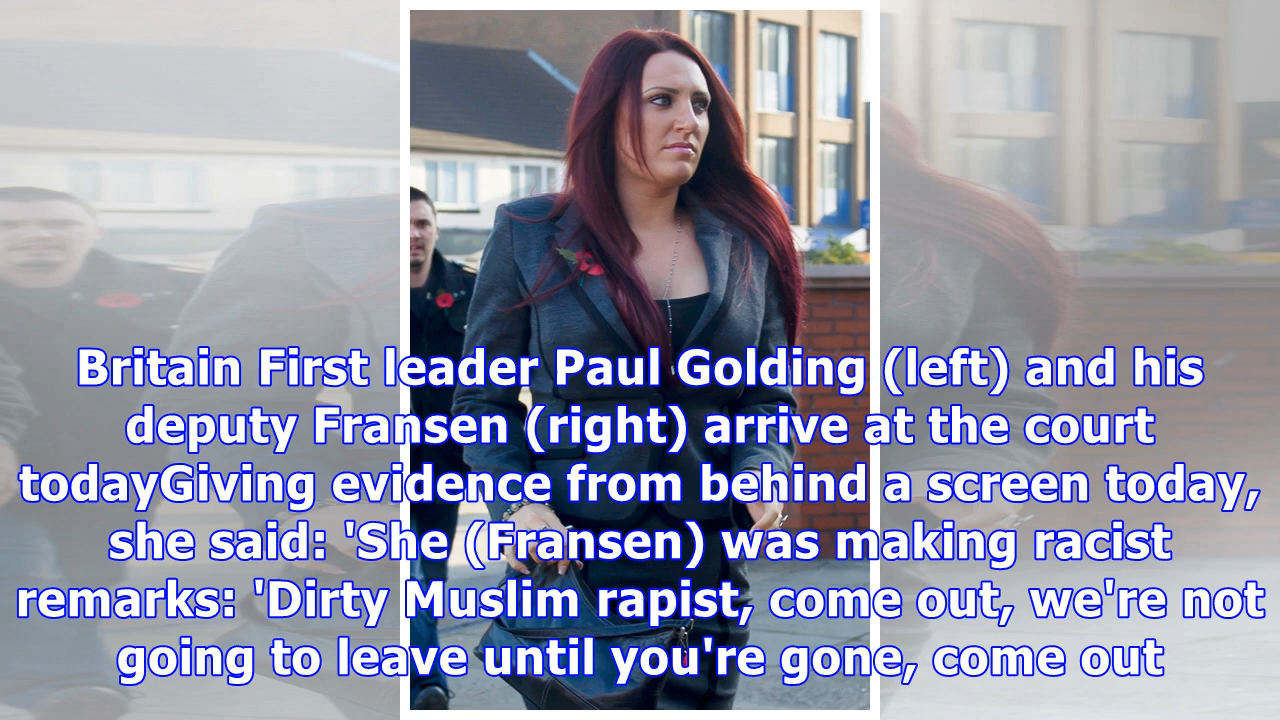 Britain First leader Paul Golding (left) and his
deputy Fransen (right) arrive at the court
todayGiving evidence from behind a screen today,
she said: 'She (Fransen) was making racist
remarks: 'Dirty Muslim rapist, come out, we're not
going to leave until you're gone, come out